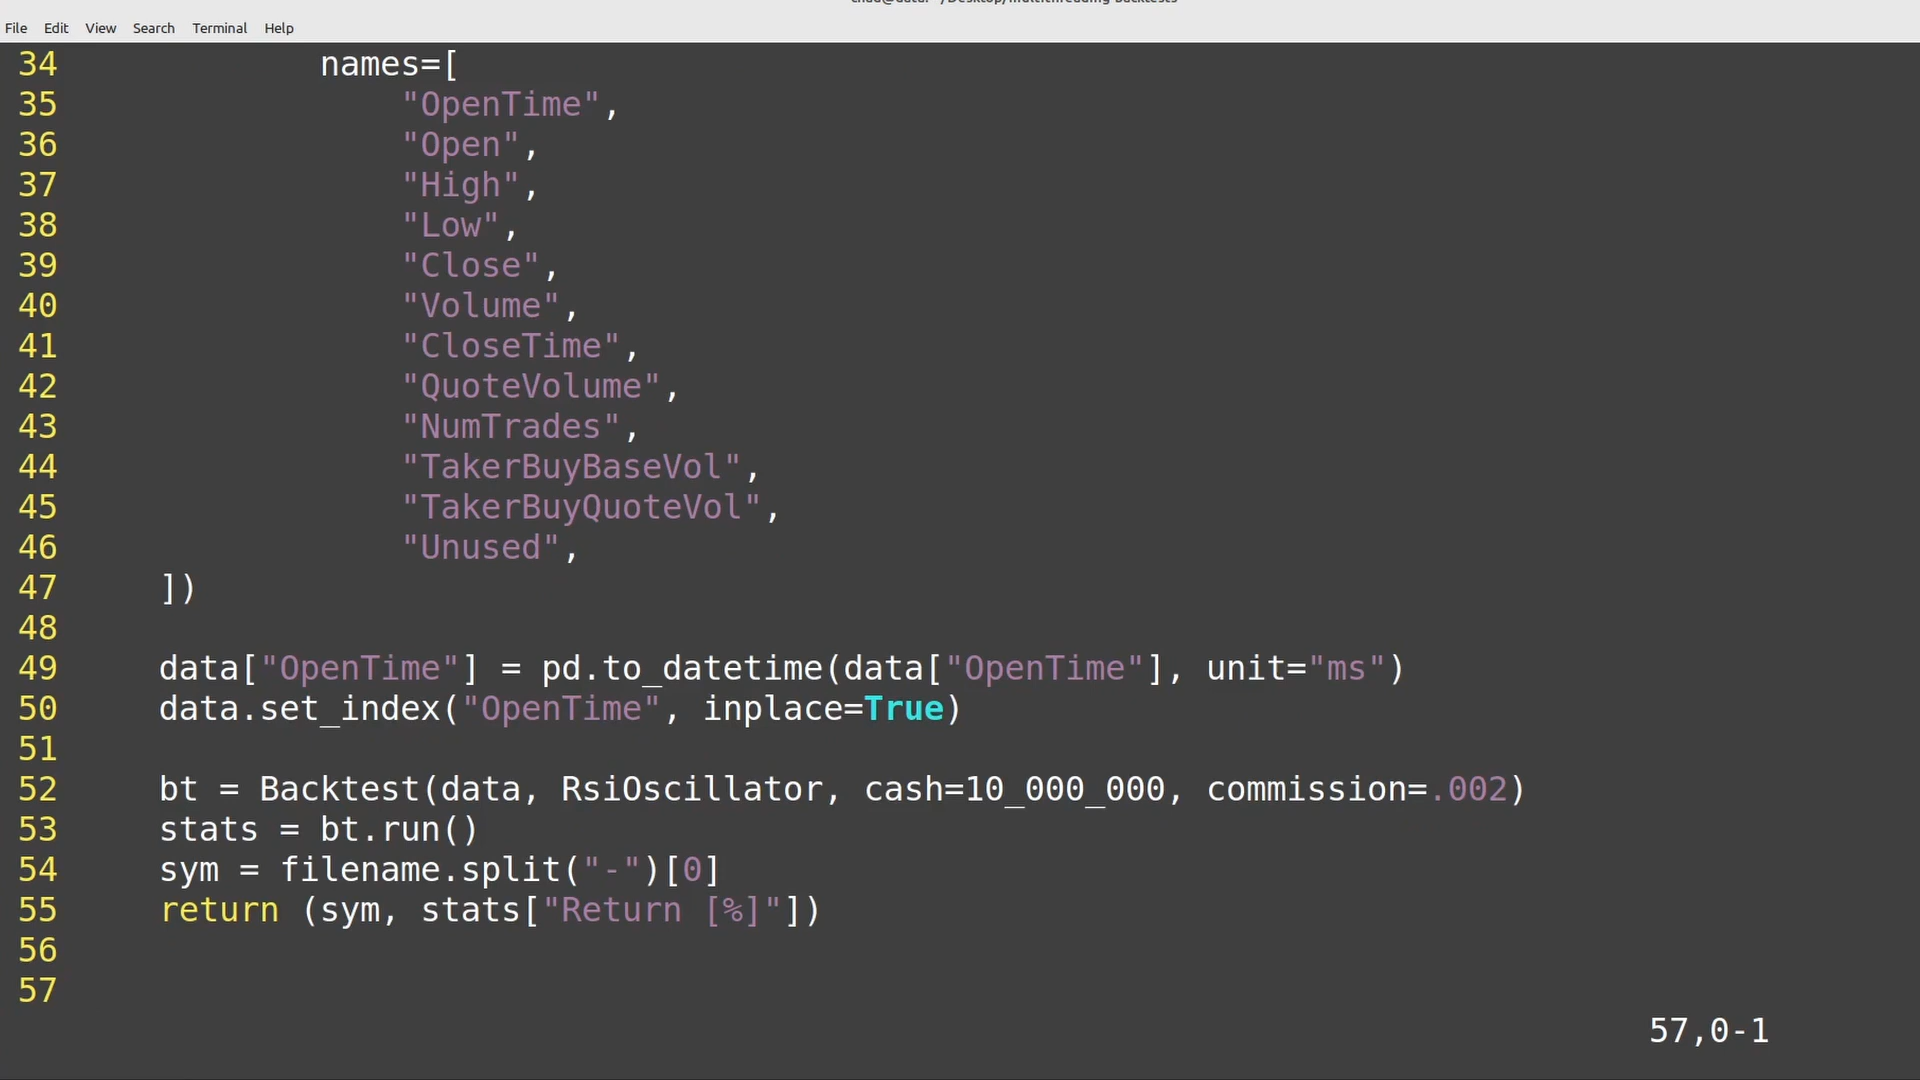 File Edit View Search Terminal Help
34 names=[
35 "OpenTime",
36 "Open",
37 "High",
38 "Low",
39 "Close",
40 "Volume",
41 "CloseTime",
42 "QuoteVolume",
43 "NumTrades",
44 "TakerBuyBaseVol",
45 "TakerBuyQuoteVol",
46 "Unused",
47 ])
48
49 data["OpenTime"] = pd.to_datetime(data["OpenTime"], unit="ms")
50 data.set_index("OpenTime", inplace=True)
51
52 bt = Backtest(data, RsiOscillator, cash=10_000_000, commission=.002)
53 stats = bt.run()
54 sym = filename.split("-")[0]
55 return (sym, stats["Return [%]"])
56
57
57,0-1